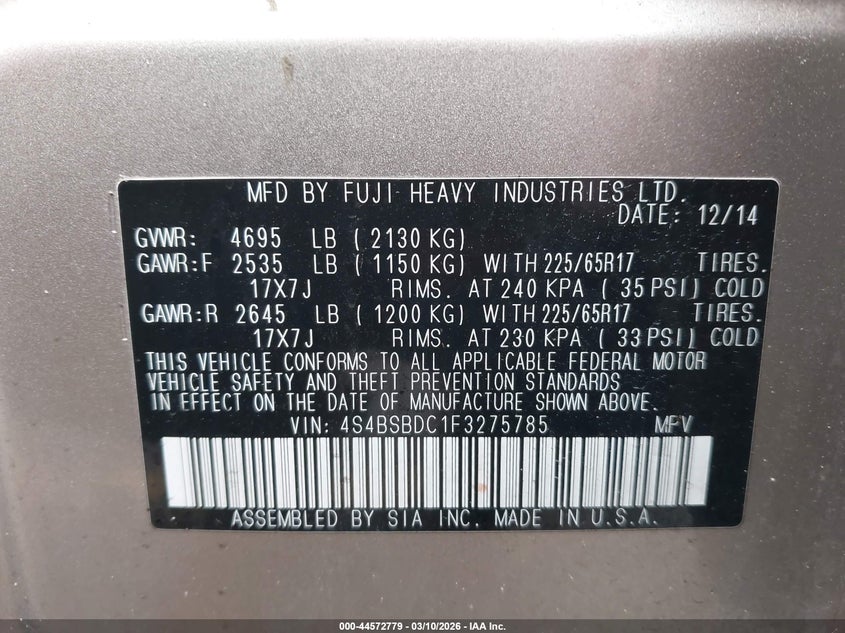 MFD BY FUJI HEAVY INDUSTRIES LTD.
DATE: 12/14
GVWR: 4695 LB ( 2130 KG)
GAWR:F 2535 LB ( 1150 KG) WITH 225/65R17 TIRES.
17X7J RIMS. AT 240 KPA ( 35 PSI) COLD
GAWR:R 2645 LB ( 1200 KG) WITH 225/65R17 TIRES.
17X7J RIMS. AT 230 KPA ( 33 PSI) COLD
THIS VEHICLE CONFORMS TO ALL APPLICABLE FEDERAL MOTOR
VEHICLE SAFETY AND THEFT PREVENTION STANDARDS
IN EFFECT ON THE DATE OF MANUFACTURE SHOWN ABOVE.
VIN: 4S4BSBDC1F3275785 MPV
ASSEMBLED BY SIA INC. MADE IN U.S.A.
000-44572779 — 03/10/2026 — IAA Inc.